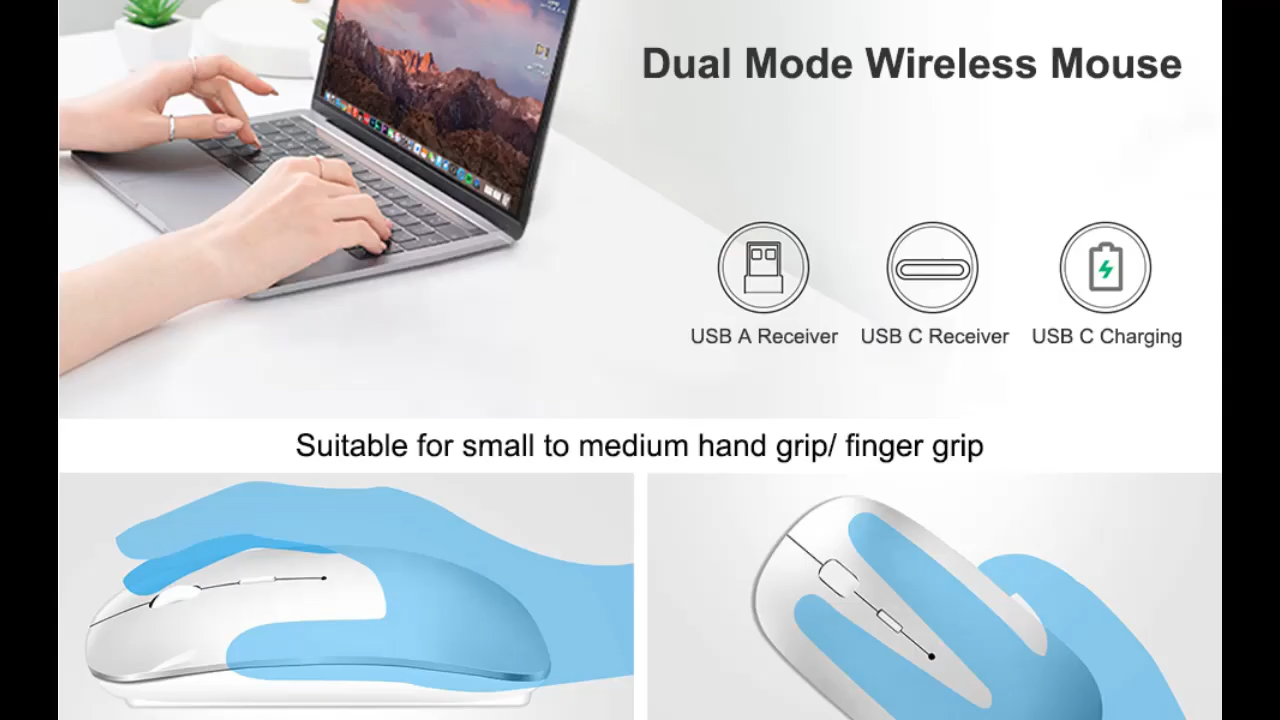 Dual Mode Wireless Mouse
USB A Receiver
USB C Receiver
USB C Charging
Suitable for small to medium hand grip/ finger grip